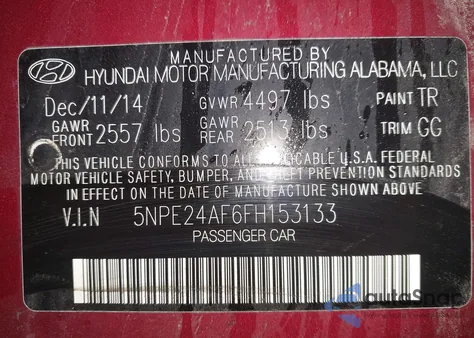 MANUFACTURED BY
HYUNDAI MOTOR MANUFACTURING ALABAMA, LLC
Dec/11/14 GVWR 4497 lbs PAINT TR
GAWR FRONT 2557 lbs GAWR REAR 2513 lbs TRIM GG
THIS VEHICLE CONFORMS TO ALL APPLICABLE U.S.A. FEDERAL
MOTOR VEHICLE SAFETY, BUMPER, AND THEFT PREVENTION STANDARDS
IN EFFECT ON THE DATE OF MANUFACTURE SHOWN ABOVE
V.I.N 5NPE24AF6FH153133
PASSENGER CAR
autoSnap